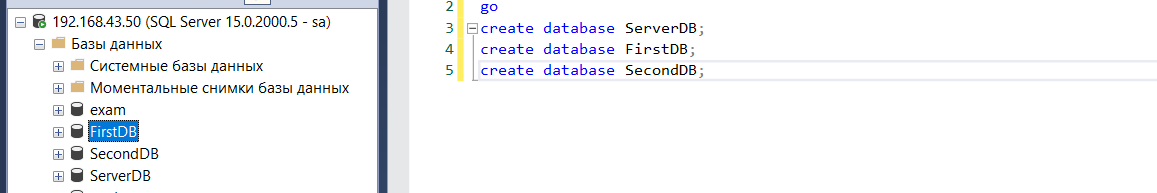 192.168.43.50 (SQL Server 15.0.2000.5 - sa)
Базы данных
Системные базы данных
Моментальные снимки базы данных
exam
FirstDB
SecondDB
ServerDB
2 go
3 create database ServerDB;
4 create database FirstDB;
5 create database SecondDB;